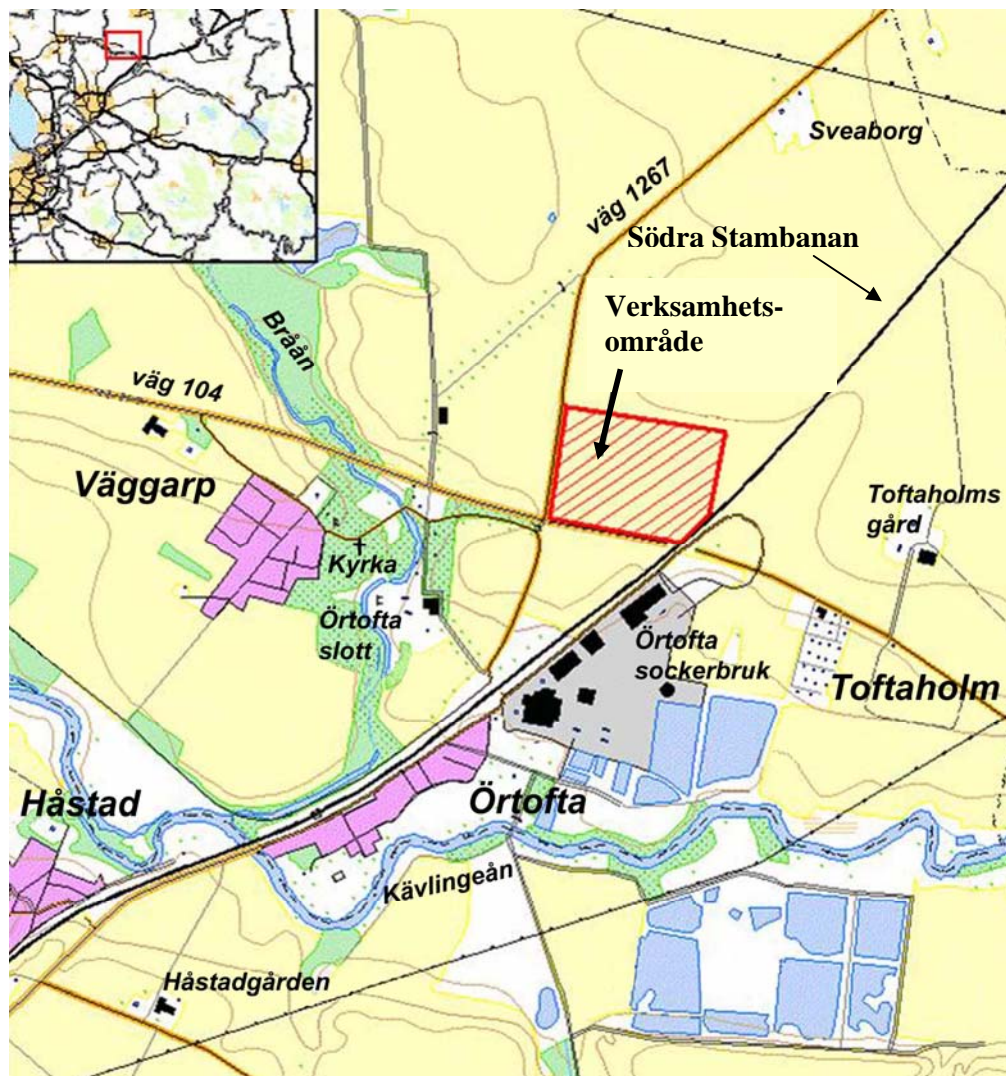 Sveaborg
väg 1267
Södra Stambanan
Verksamhets-
område
Bråån
väg 104
Väggarp
Toftaholms
gård
Kyrka
Örtofta
slott
Örtofta
sockerbruk
Toftaholm
Håstad
Örtofta
Kävlingeån
Håstadgården